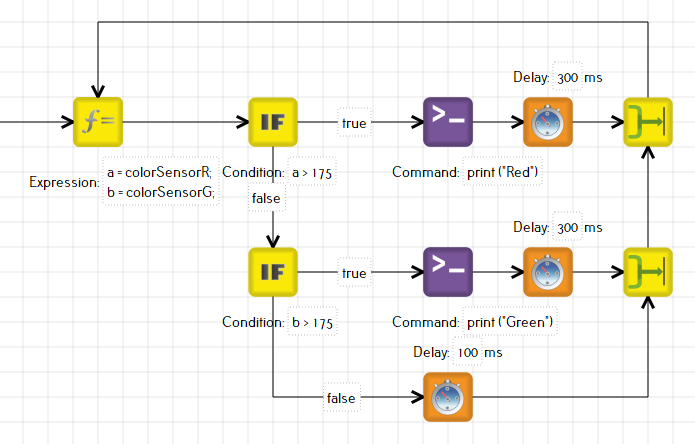 Delay: 300 ms
f=
IF
true
>-
Expression: a = colorSensorR;
b = colorSensorG;
Condition: a > 175
Command: print ("Red")
false
Delay: 300 ms
IF
true
>-
Condition: b > 175
Command: print ("Green")
Delay: 100 ms
false